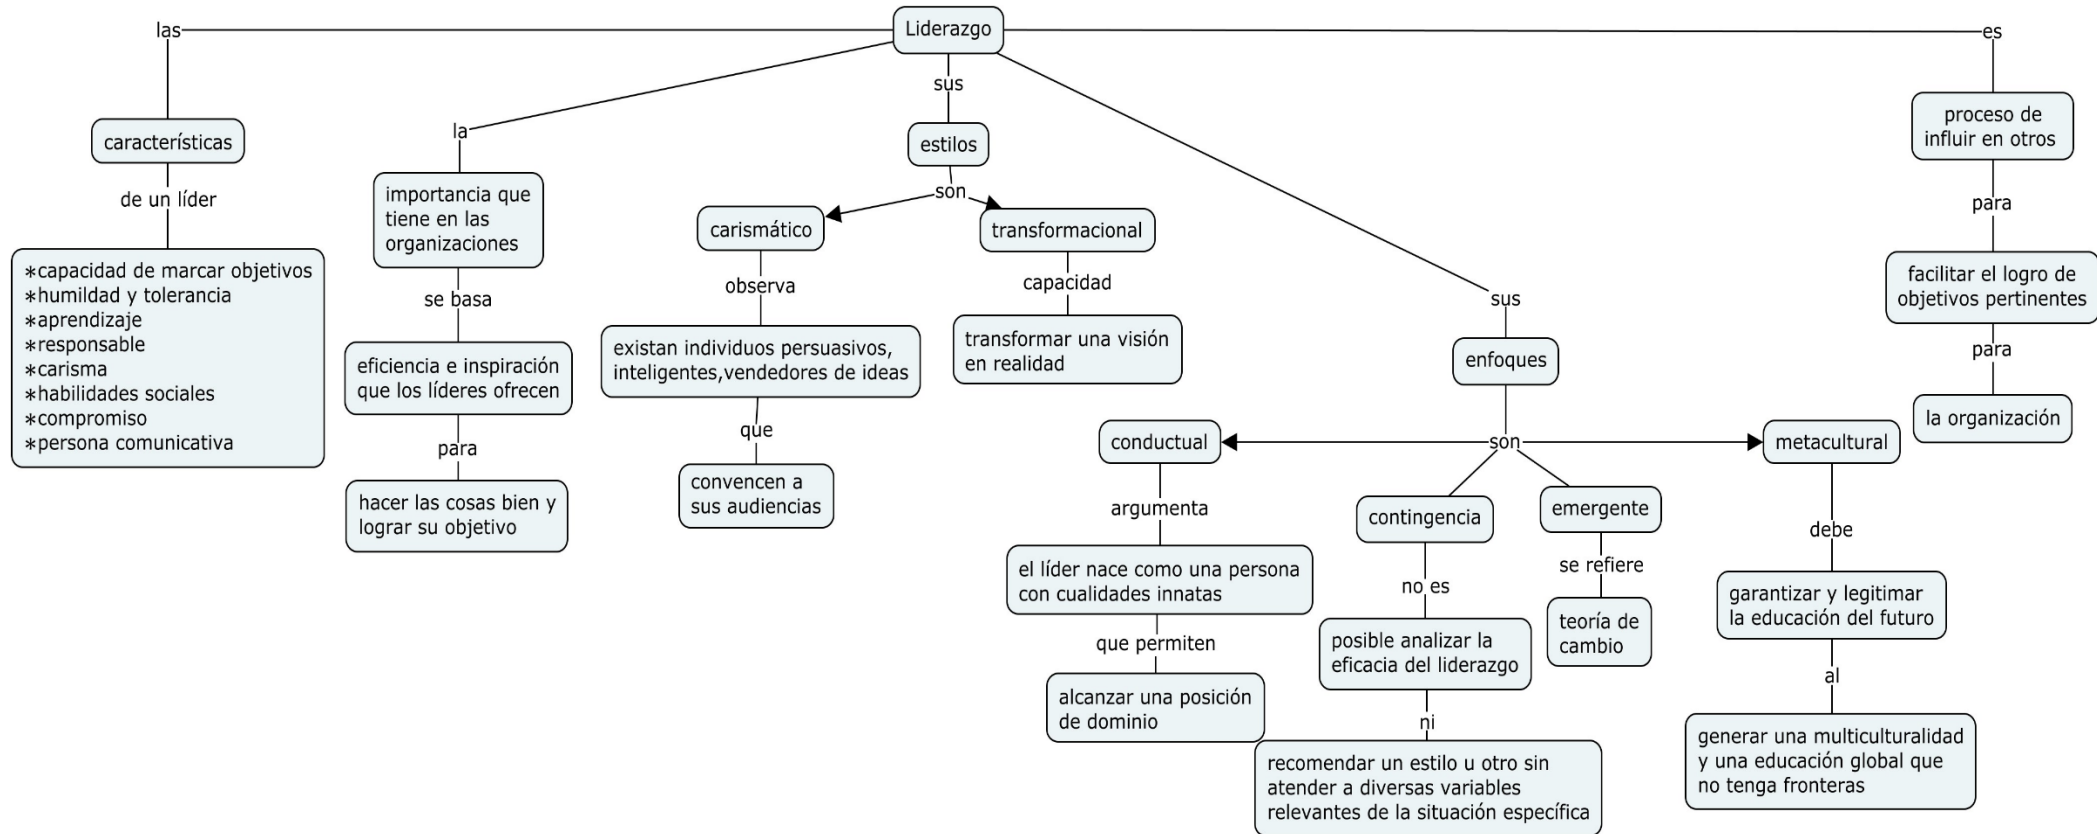 Liderazgo
las
características
de un líder
*capacidad de marcar objetivos
*humildad y tolerancia
*aprendizaje
*responsable
*carisma
*habilidades sociales
*compromiso
*persona comunicativa
la
importancia que
tiene en las
organizaciones
se basa
eficiencia e inspiración
que los líderes ofrecen
para
hacer las cosas bien y
lograr su objetivo
sus
estilos
son
carismático
observa
existan individuos persuasivos,
inteligentes,vendedores de ideas
que
convencen a
sus audiencias
transformacional
capacidad
transformar una visión
en realidad
sus
enfoques
son
conductual
argumenta
el líder nace como una persona
con cualidades innatas
que permiten
alcanzar una posición
de dominio
contingencia
no es
posible analizar la
eficacia del liderazgo
ni
recomendar un estilo u otro sin
atender a diversas variables
relevantes de la situación específica
emergente
se refiere
teoría de
cambio
metacultural
debe
garantizar y legitimar
la educación del futuro
al
generar una multiculturalidad
y una educación global que
no tenga fronteras
es
proceso de
influir en otros
para
facilitar el logro de
objetivos pertinentes
para
la organización